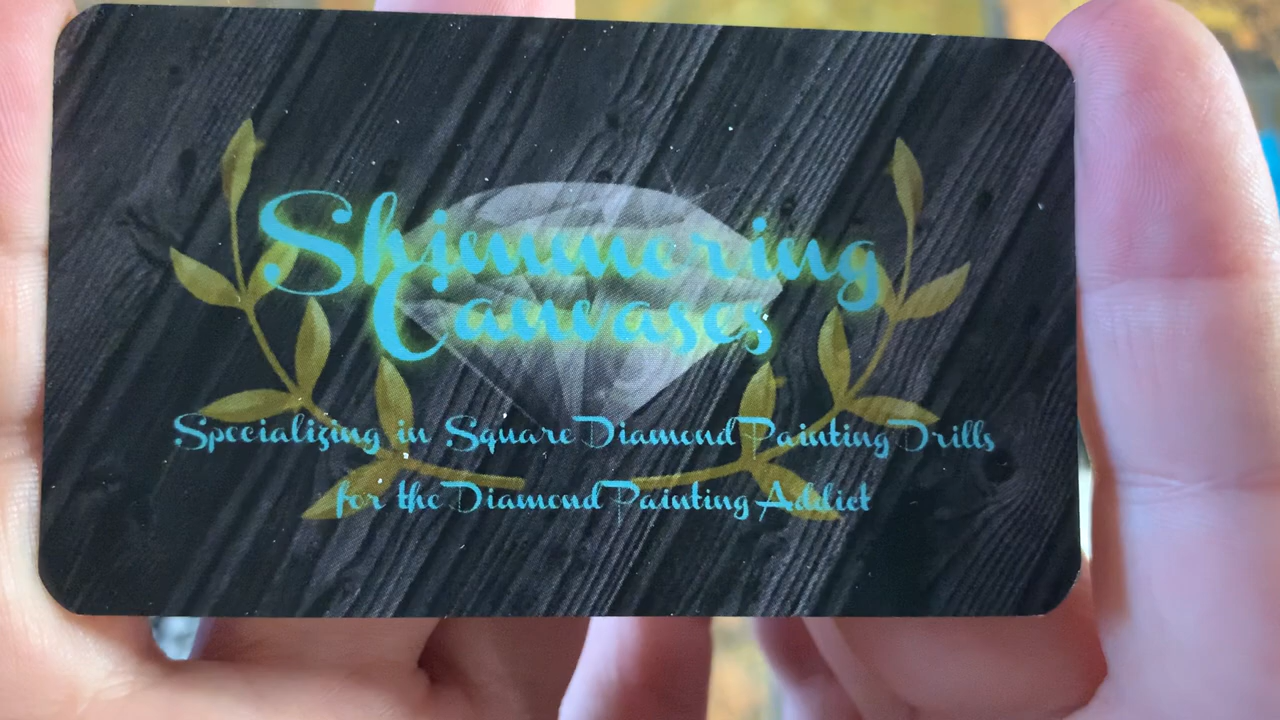 Shimmering
Canvases
Specializing in Square Diamond Painting Drills
for the Diamond Painting Addict